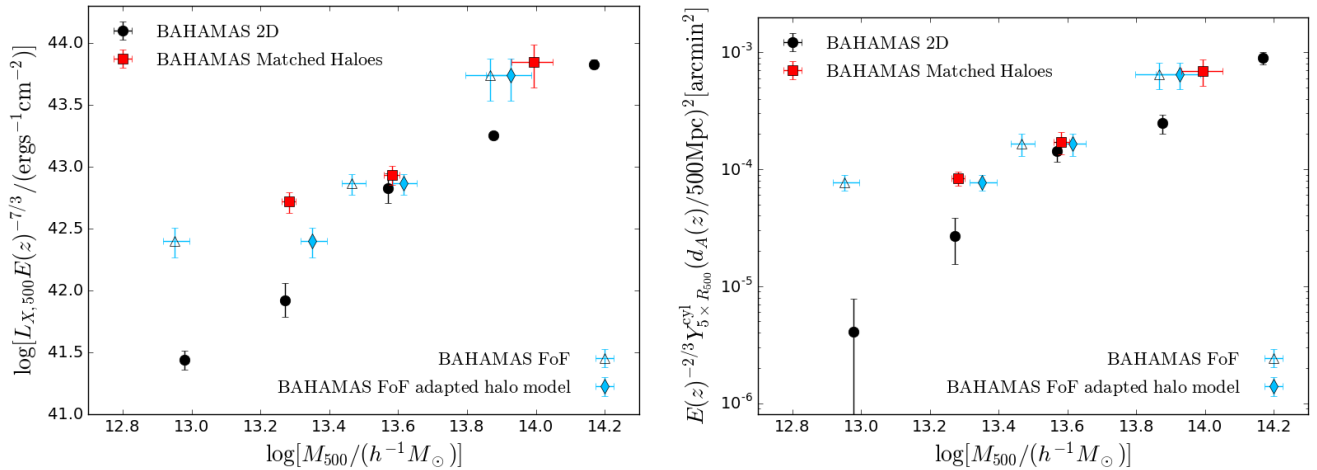 BAHAMAS 2D
BAHAMAS Matched Haloes
BAHAMAS FoF
BAHAMAS FoF adapted halo model
log[L_{X,500}E(z)^{-7/3}/(ergs^{-1}cm^{-2})]
44.0
43.5
43.0
42.5
42.0
41.5
41.0
12.8 13.0 13.2 13.4 13.6 13.8 14.0 14.2
log[M_{500}/(h^{-1}M_⊙)]
BAHAMAS 2D
BAHAMAS Matched Haloes
BAHAMAS FoF
BAHAMAS FoF adapted halo model
E(z)^{-2/3}Y^{cyl}_{5×R_{500}}(d_A(z)/500Mpc)^2[arcmin^2]
10^{-3}
10^{-4}
10^{-5}
10^{-6}
12.8 13.0 13.2 13.4 13.6 13.8 14.0 14.2
log[M_{500}/(h^{-1}M_⊙)]